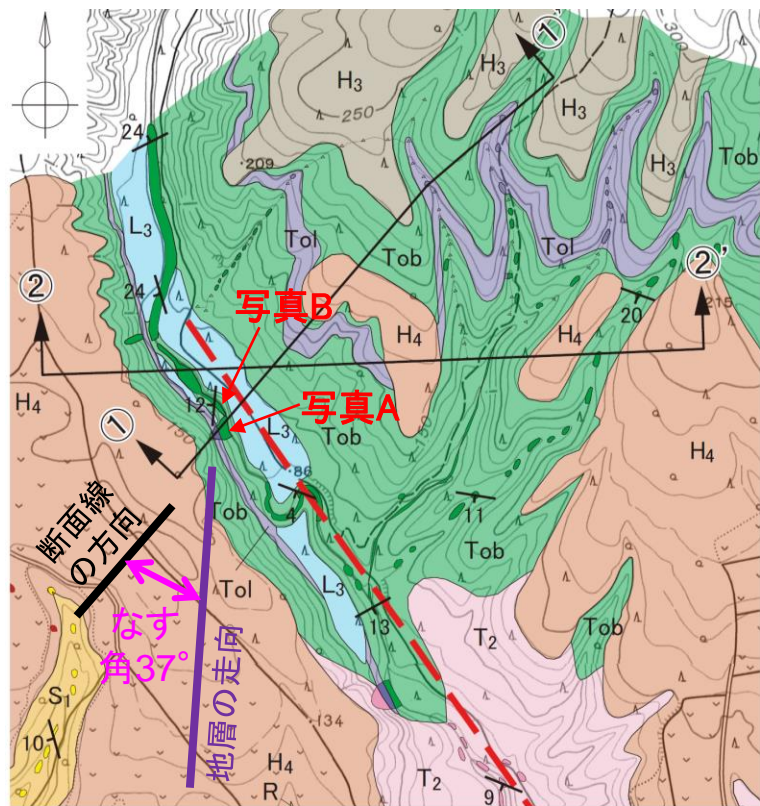 ①’
H₃
300
H₃
H₃
H₃
250
24
209
H₃
Tob
L₃
Tol
Tob
Tol
②
②’
24
写真B
215
H₄
H₄
20
12
写真A
H₄
150
L₃
Tob
150
H₄
①
86
断面線
の方向
Tob
4
11
Tob
なす
角37°
Tol
L₃
13
T₂
Tob
S₁
地層の走向
134
10
H₄
R
T₂
9